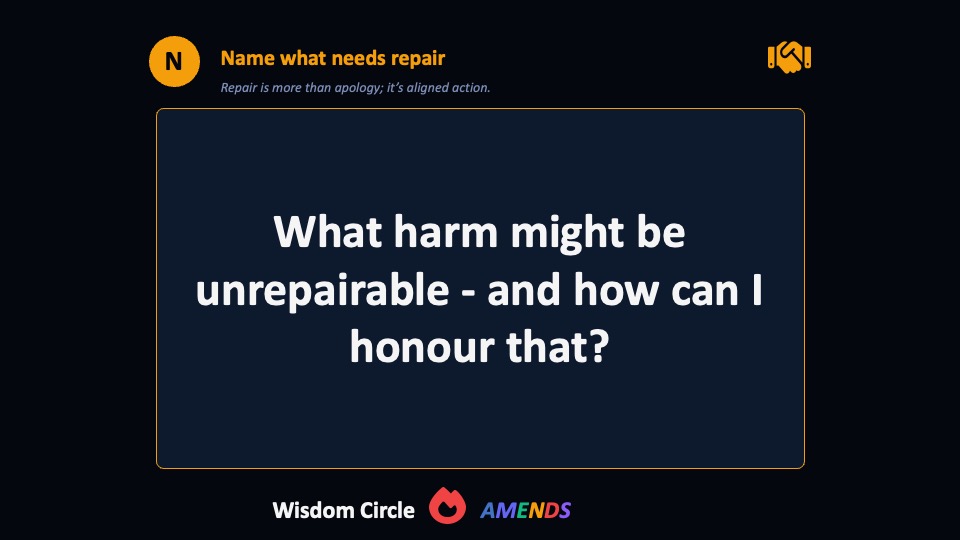 N
Name what needs repair
Repair is more than apology; it’s aligned action.
What harm might be
unrepairable - and how can I
honour that?
Wisdom Circle AMENDS